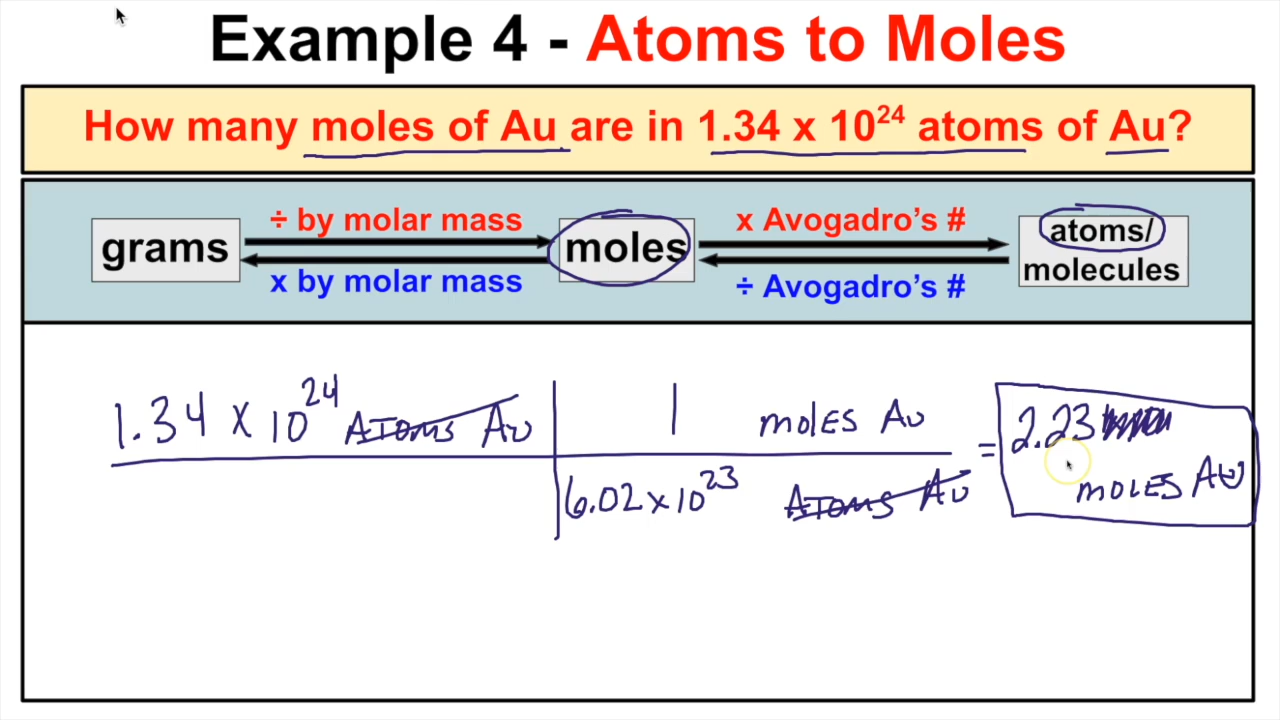 Example 4 - Atoms to Moles
How many moles of Au are in 1.34 x 10²⁴ atoms of Au?
÷ by molar mass
x Avogadro's #
grams
moles
atoms/
molecules
x by molar mass
÷ Avogadro's #
1.34 x 10²⁴ Atoms Au
1 moles Au
= 2.23
moles Au
6.02 x 10²³ Atoms Au